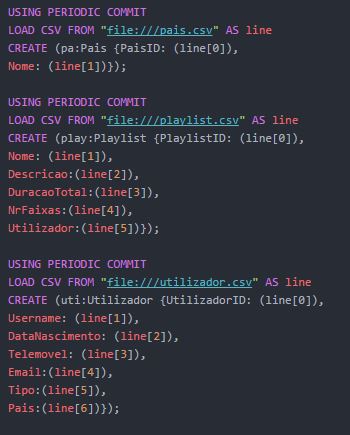 USING PERIODIC COMMIT
LOAD CSV FROM "file:///pais.csv" AS line
CREATE (pa:Pais {PaisID: (line[0]),
Nome: (line[1])});
USING PERIODIC COMMIT
LOAD CSV FROM "file:///playlist.csv" AS line
CREATE (play:Playlist {PlaylistID: (line[0]),
Nome: (line[1]),
Descricao:(line[2]),
DuracaoTotal:(line[3]),
NrFaixas:(line[4]),
Utilizador:(line[5])});
USING PERIODIC COMMIT
LOAD CSV FROM "file:///utilizador.csv" AS line
CREATE (uti:Utilizador {UtilizadorID: (line[0]),
Username: (line[1]),
DataNascimento: (line[2]),
Telemovel: (line[3]),
Email:(line[4]),
Tipo:(line[5]),
Pais:(line[6])});